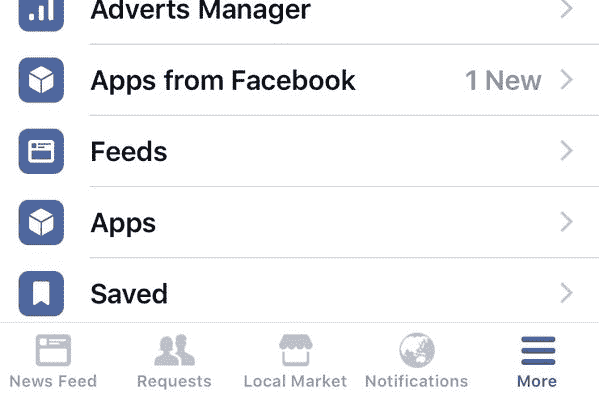 Adverts Manager
Apps from Facebook 1 New
Feeds
Apps
Saved
News Feed Requests Local Market Notifications More